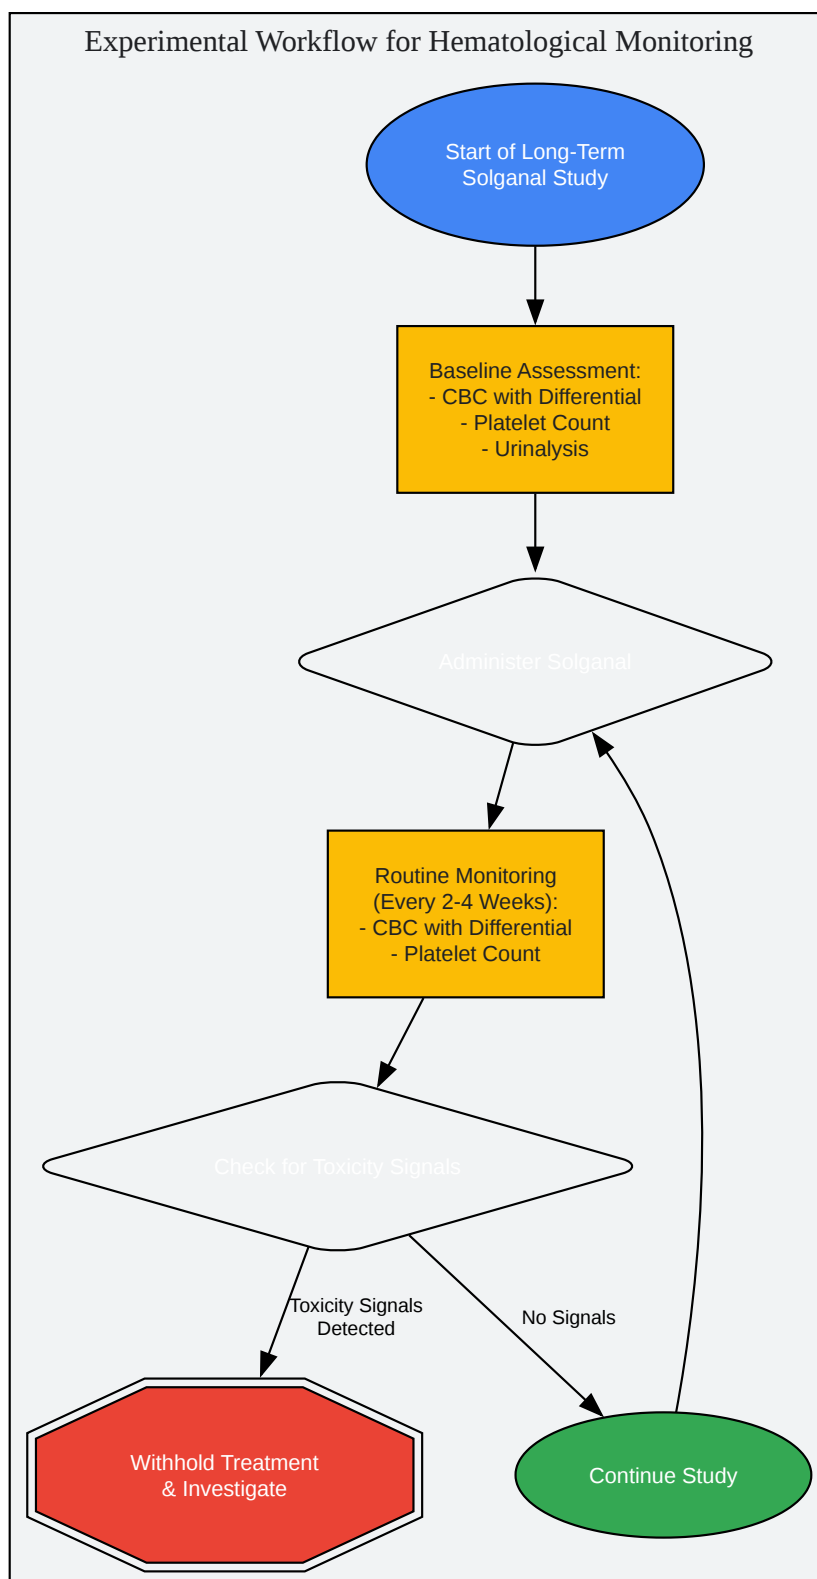 Experimental Workflow for Hematological Monitoring
Start of Long-Term
Solganal Study
Baseline Assessment:
- CBC with Differential
- Platelet Count
- Urinalysis
Administer Solganal
Routine Monitoring
(Every 2-4 Weeks):
- CBC with Differential
- Platelet Count
Check for Toxicity Signals
Toxicity Signals
Detected
No Signals
Withhold Treatment
& Investigate
Continue Study